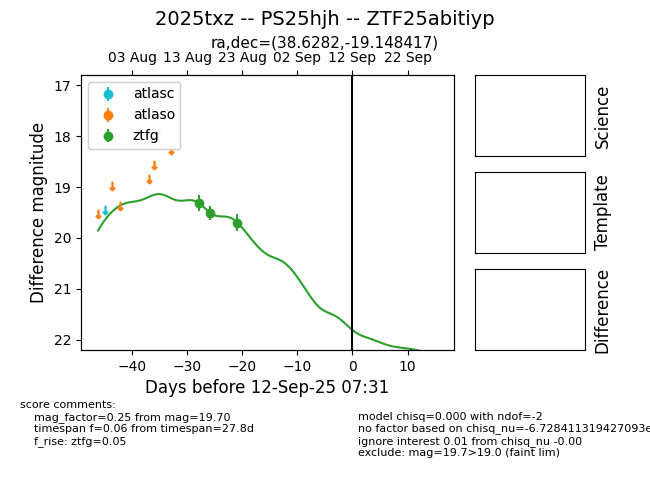 2025txz -- PS25hjh -- ZTF25abitiyp
ra,dec=(38.6282,-19.148417)
03 Aug 13 Aug 23 Aug 02 Sep 12 Sep 22 Sep
17
18
19
20
21
22
Difference magnitude
atlasc
atlaso
ztfg
−40 −30 −20 −10 0 10
Days before 12-Sep-25 07:31
Science
Template
Difference
score comments:
mag_factor=0.25 from mag=19.70
timespan f=0.06 from timespan=27.8d
f_rise: ztfg=0.05
model chisq=0.000 with ndof=-2
no factor based on chisq_nu=-6.728411319427093e
ignore interest 0.01 from chisq_nu -0.00
exclude: mag=19.7>19.0 (faint lim)